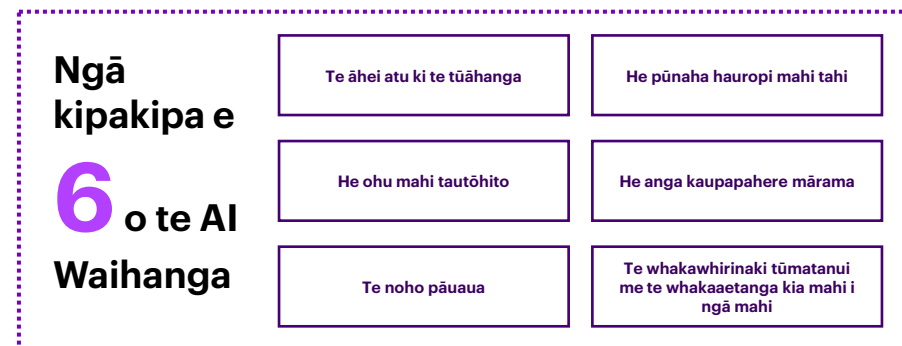 Ngā
kipakipa e
6 o te AI
Waihanga
Te āhei atu ki te tūāhanga
He pūnaha hauropi mahi tahi
He ohu mahi tautōhito
He anga kaupapahere mārama
Te noho pāuaua
Te whakawhirinaki tūmatanui
me te whakaaetanga kia mahi i
ngā mahi